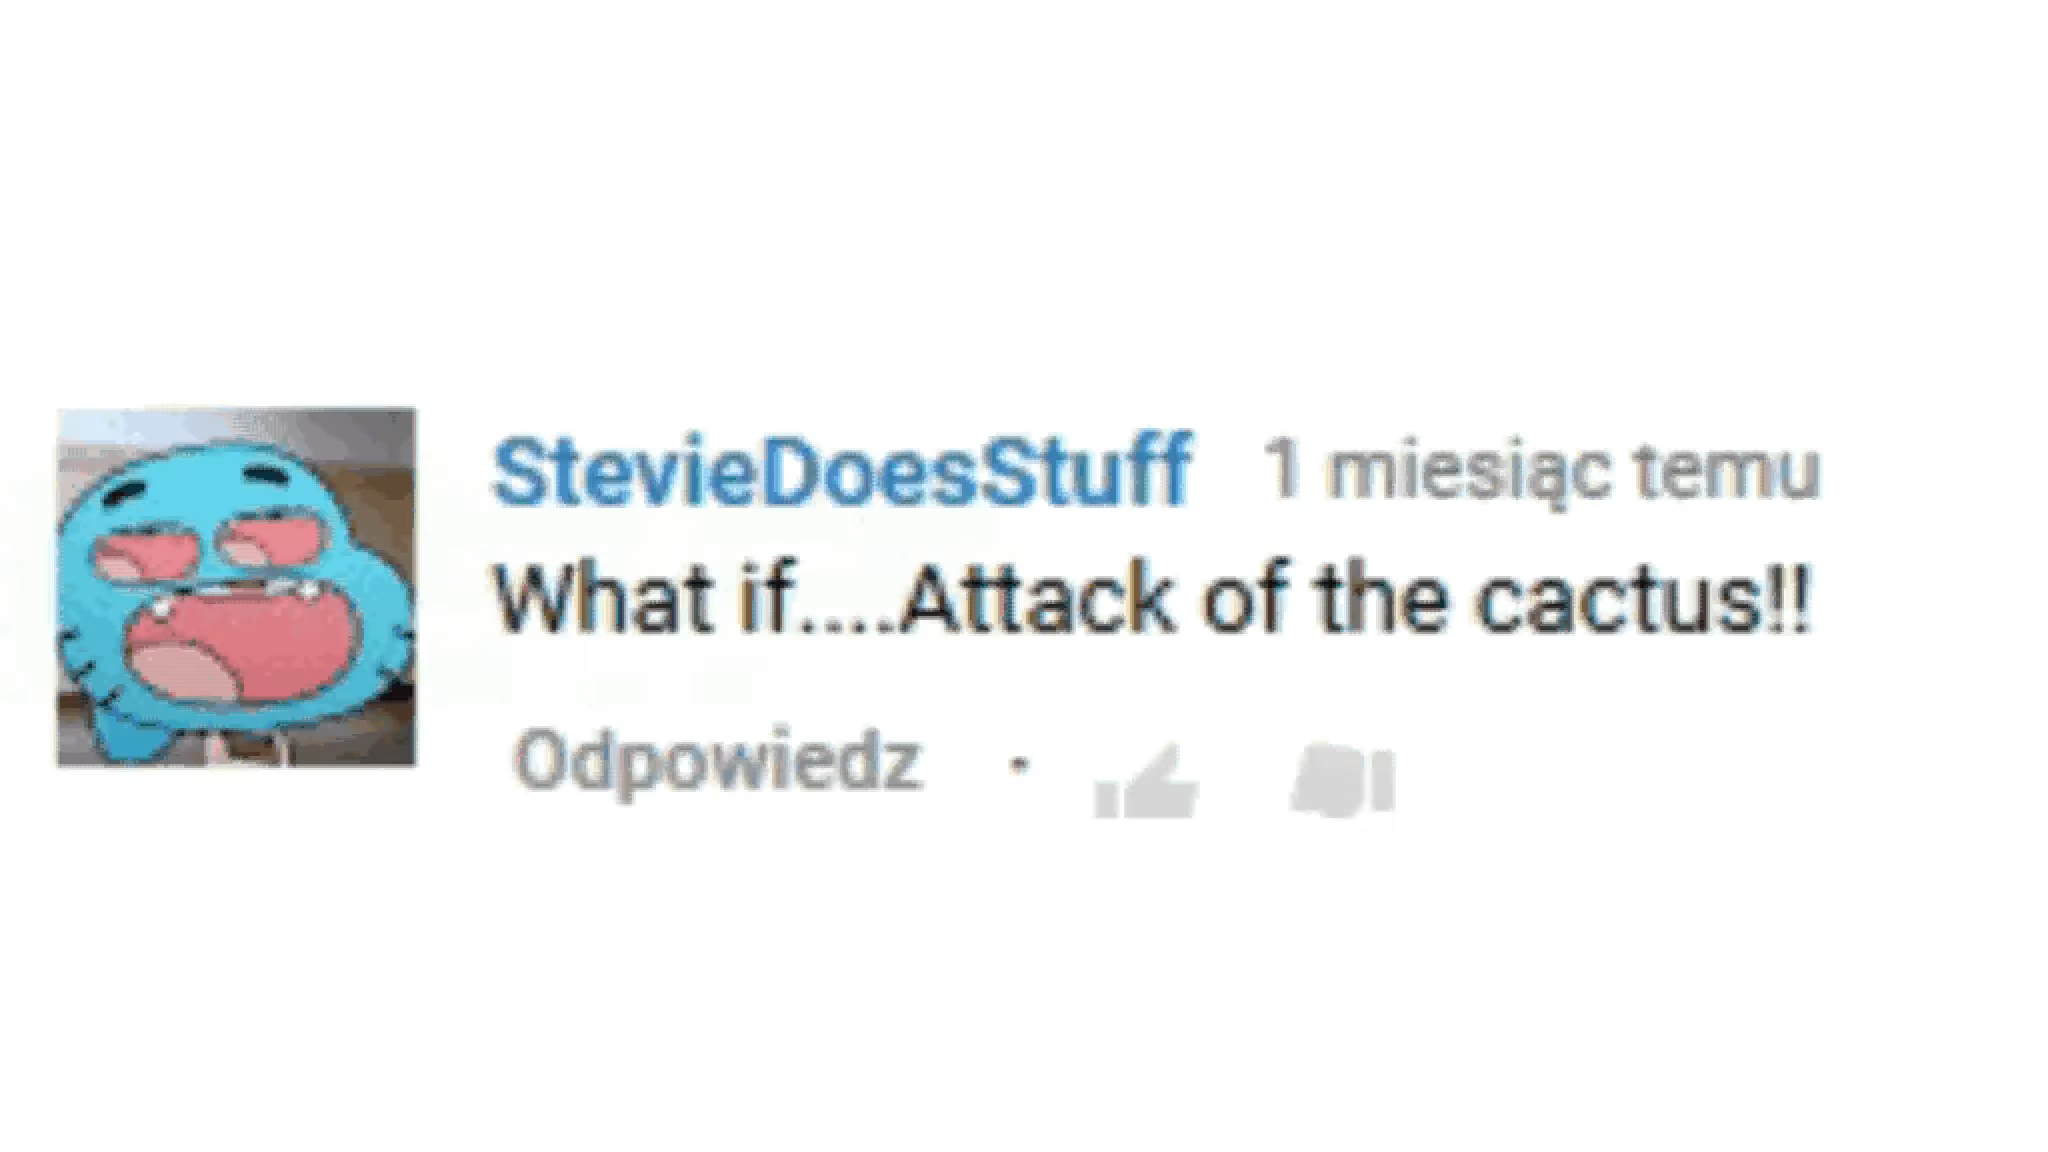 StevieDoesStuff 1 miesiąc temu
What if....Attack of the cactus!!
Odpowiedz ·